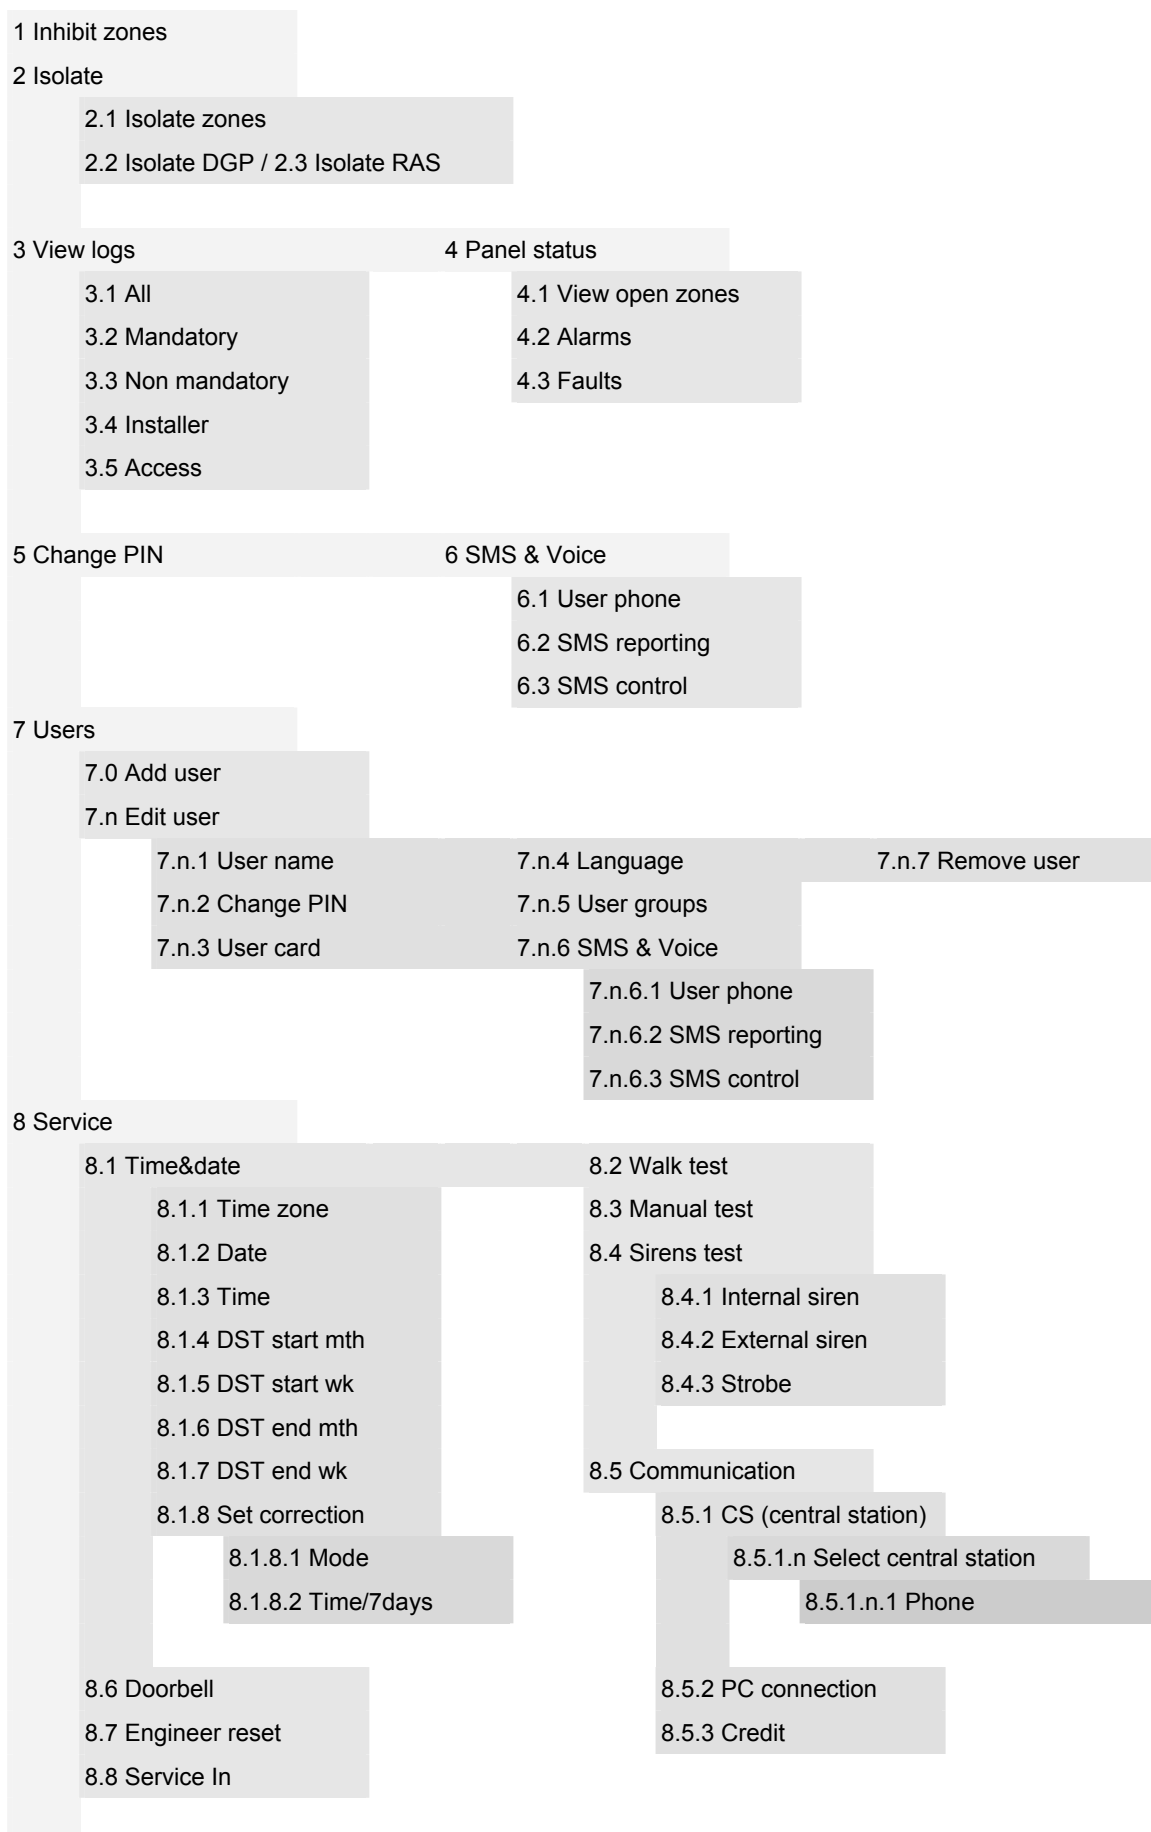 1 Inhibit zones
2 Isolate
2.1 Isolate zones
2.2 Isolate DGP / 2.3 Isolate RAS
3 View logs
3.1 All
3.2 Mandatory
3.3 Non mandatory
3.4 Installer
3.5 Access
4 Panel status
4.1 View open zones
4.2 Alarms
4.3 Faults
5 Change PIN
6 SMS & Voice
6.1 User phone
6.2 SMS reporting
6.3 SMS control
7 Users
7.0 Add user
7.n Edit user
7.n.1 User name
7.n.2 Change PIN
7.n.3 User card
7.n.4 Language
7.n.5 User groups
7.n.6 SMS & Voice
7.n.6.1 User phone
7.n.6.2 SMS reporting
7.n.6.3 SMS control
7.n.7 Remove user
8 Service
8.1 Time&date
8.1.1 Time zone
8.1.2 Date
8.1.3 Time
8.1.4 DST start mth
8.1.5 DST start wk
8.1.6 DST end mth
8.1.7 DST end wk
8.1.8 Set correction
8.1.8.1 Mode
8.1.8.2 Time/7days
8.2 Walk test
8.3 Manual test
8.4 Sirens test
8.4.1 Internal siren
8.4.2 External siren
8.4.3 Strobe
8.5 Communication
8.5.1 CS (central station)
8.5.1.n Select central station
8.5.1.n.1 Phone
8.5.2 PC connection
8.5.3 Credit
8.6 Doorbell
8.7 Engineer reset
8.8 Service In